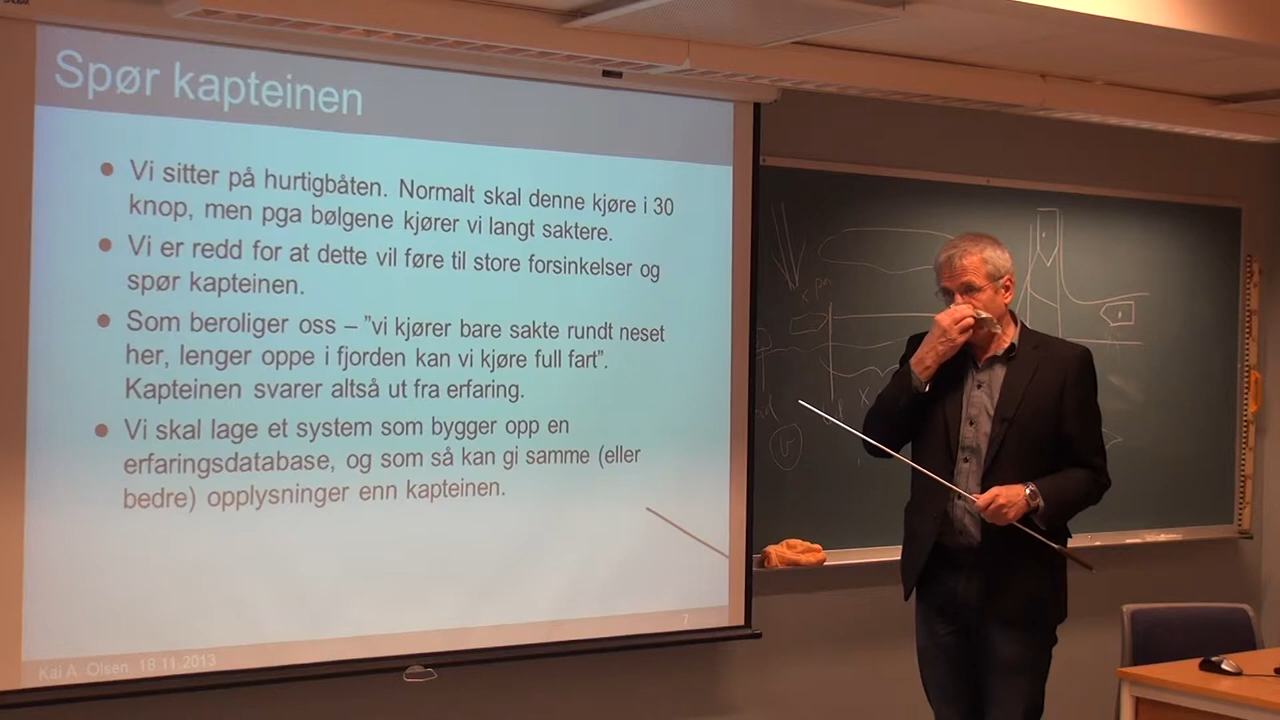 Spør kapteinen
● Vi sitter på hurtigbåten. Normalt skal denne kjøre i 30
knop, men pga bølgene kjører vi langt saktere.
● Vi er redd for at dette vil føre til store forsinkelser og
spør kapteinen.
● Som beroliger oss – ”vi kjører bare sakte rundt neset
her, lenger oppe i fjorden kan vi kjøre full fart”.
Kapteinen svarer altså ut fra erfaring.
● Vi skal lage et system som bygger opp en
erfaringsdatabase, og som så kan gi samme (eller
bedre) opplysninger enn kapteinen.
7
Kai A. Olsen, 18.11.2013